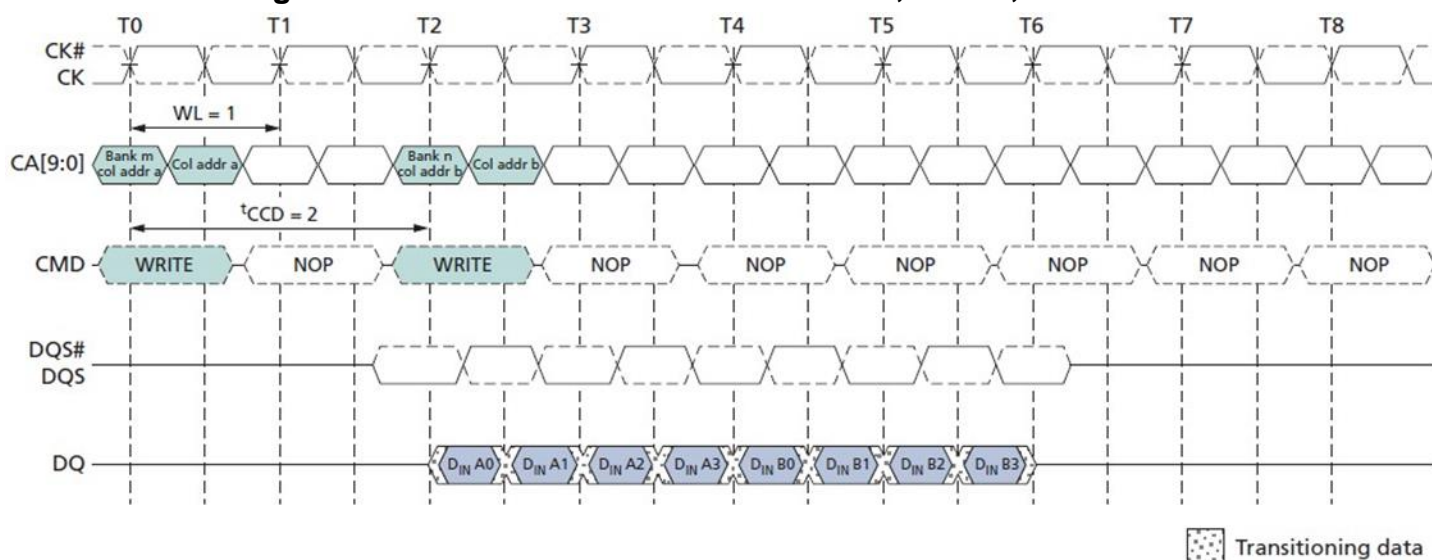 T0 T1 T2 T3 T4 T5 T6 T7 T8
CK#
CK
WL = 1
CA[9:0] Bank m col addr a Col addr a Bank n col addr b Col addr b
tCCD = 2
CMD WRITE NOP WRITE NOP NOP NOP NOP NOP NOP
DQS#
DQS
DQ DIN A0 DIN A1 DIN A2 DIN A3 DIN B0 DIN B1 DIN B2 DIN B3
Transitioning data